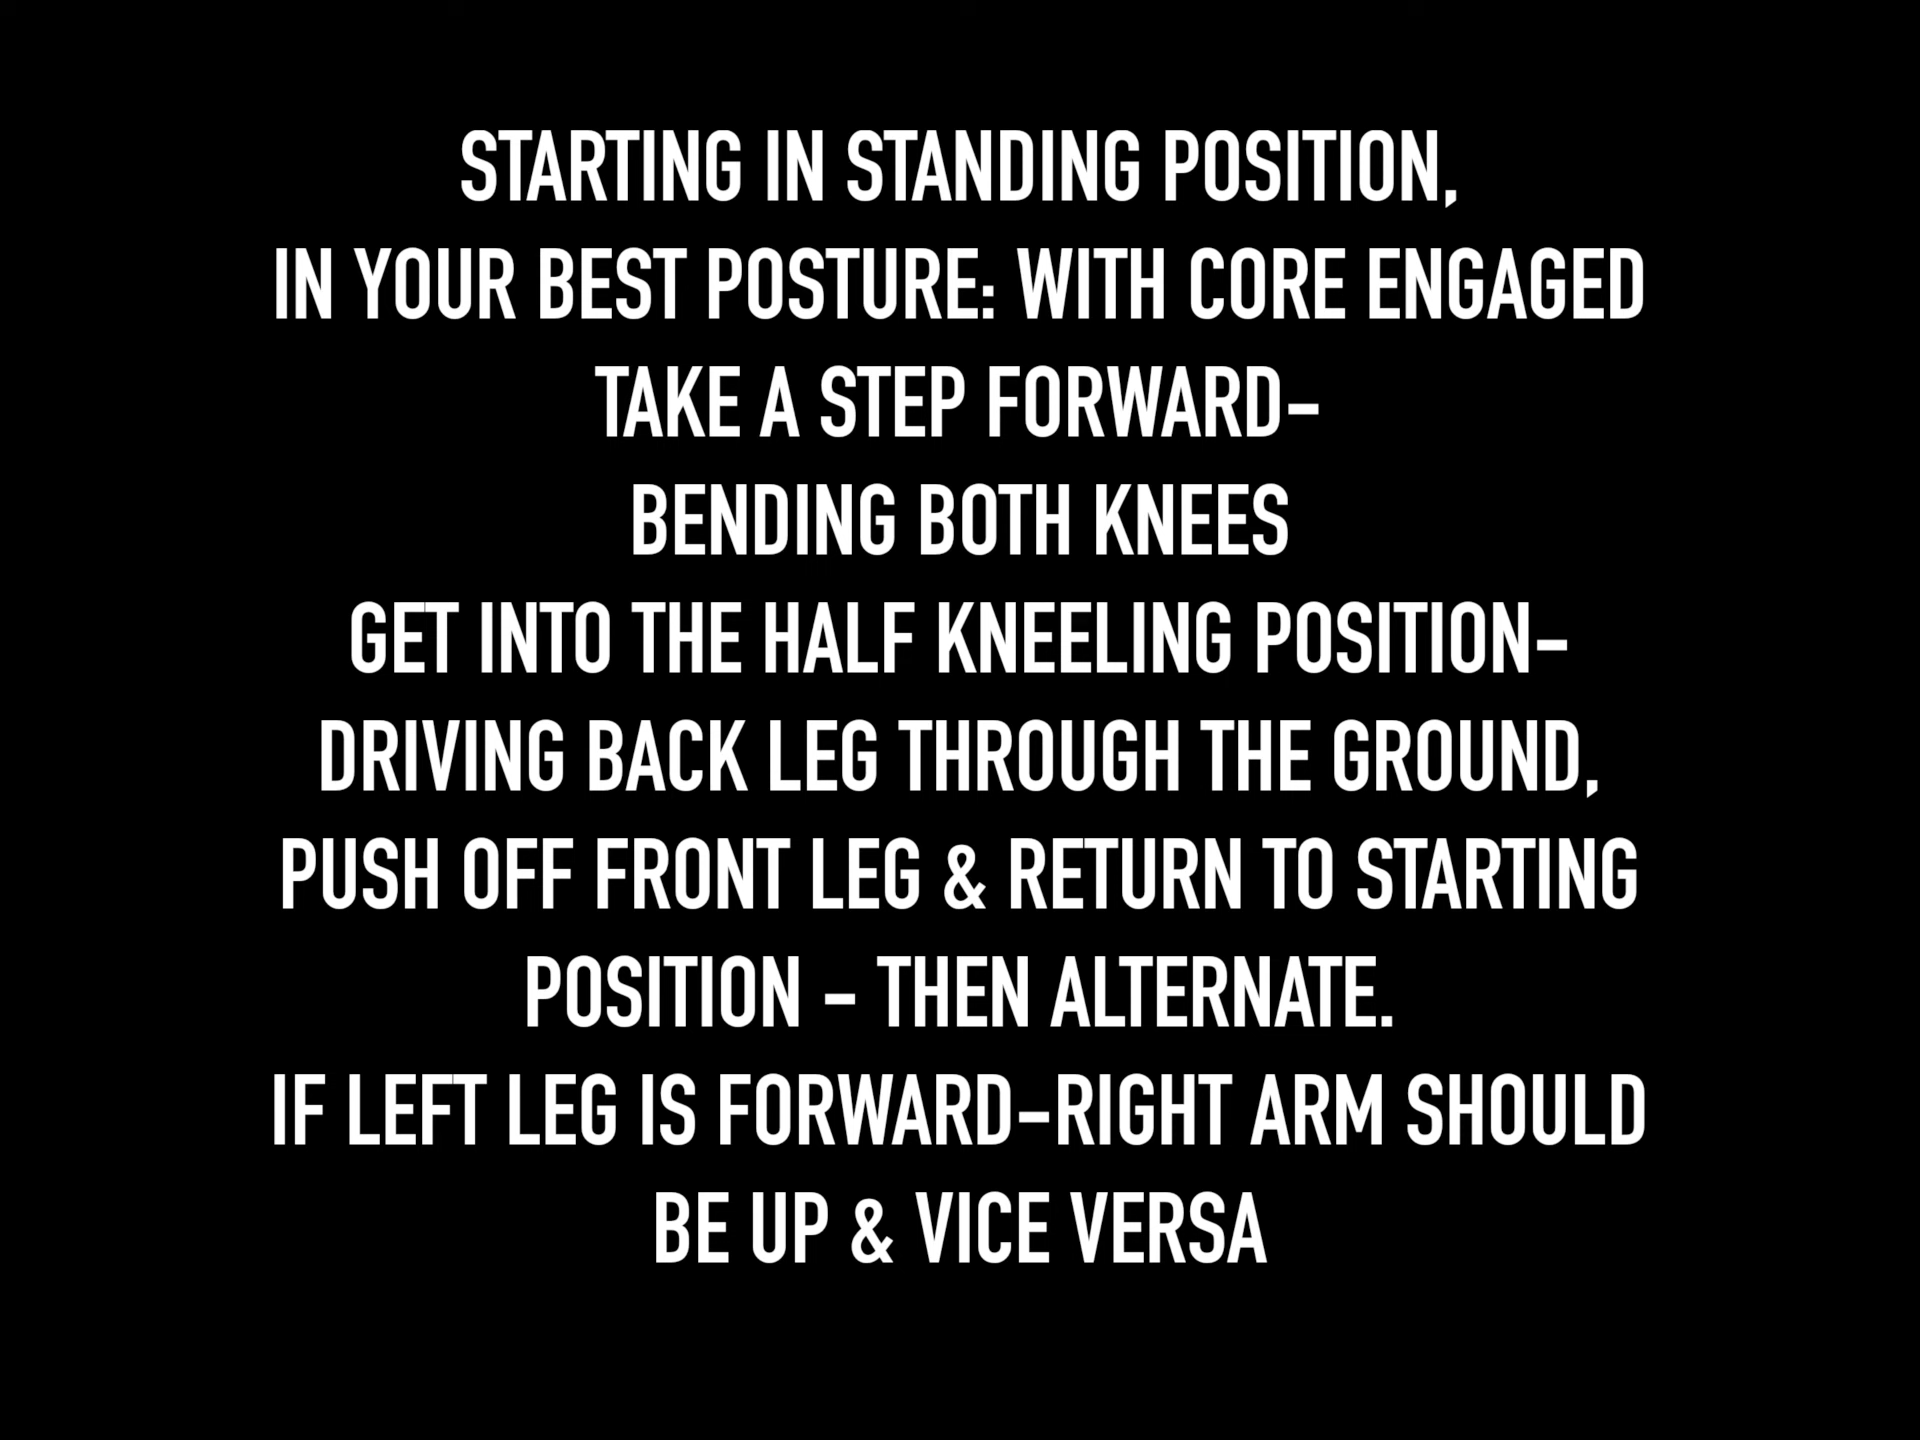 STARTING IN STANDING POSITION,
IN YOUR BEST POSTURE: WITH CORE ENGAGED
TAKE A STEP FORWARD-
BENDING BOTH KNEES
GET INTO THE HALF KNEELING POSITION-
DRIVING BACK LEG THROUGH THE GROUND,
PUSH OFF FRONT LEG & RETURN TO STARTING
POSITION - THEN ALTERNATE.
IF LEFT LEG IS FORWARD-RIGHT ARM SHOULD
BE UP & VICE VERSA